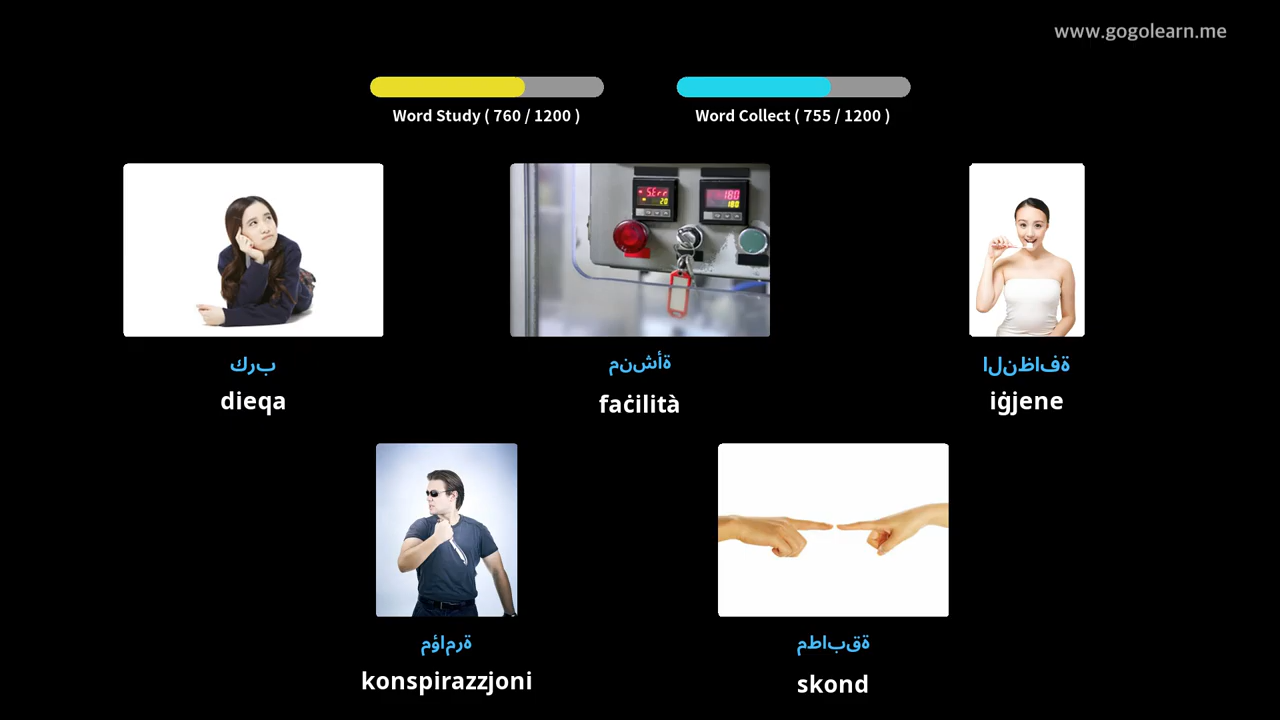 www.gogolearn.me
Word Study ( 760 / 1200 )
Word Collect ( 755 / 1200 )
كرب
dieqa
منشأة
faċilità
النظافة
iġjene
مؤامرة
konspirazzjoni
مطابقة
skond